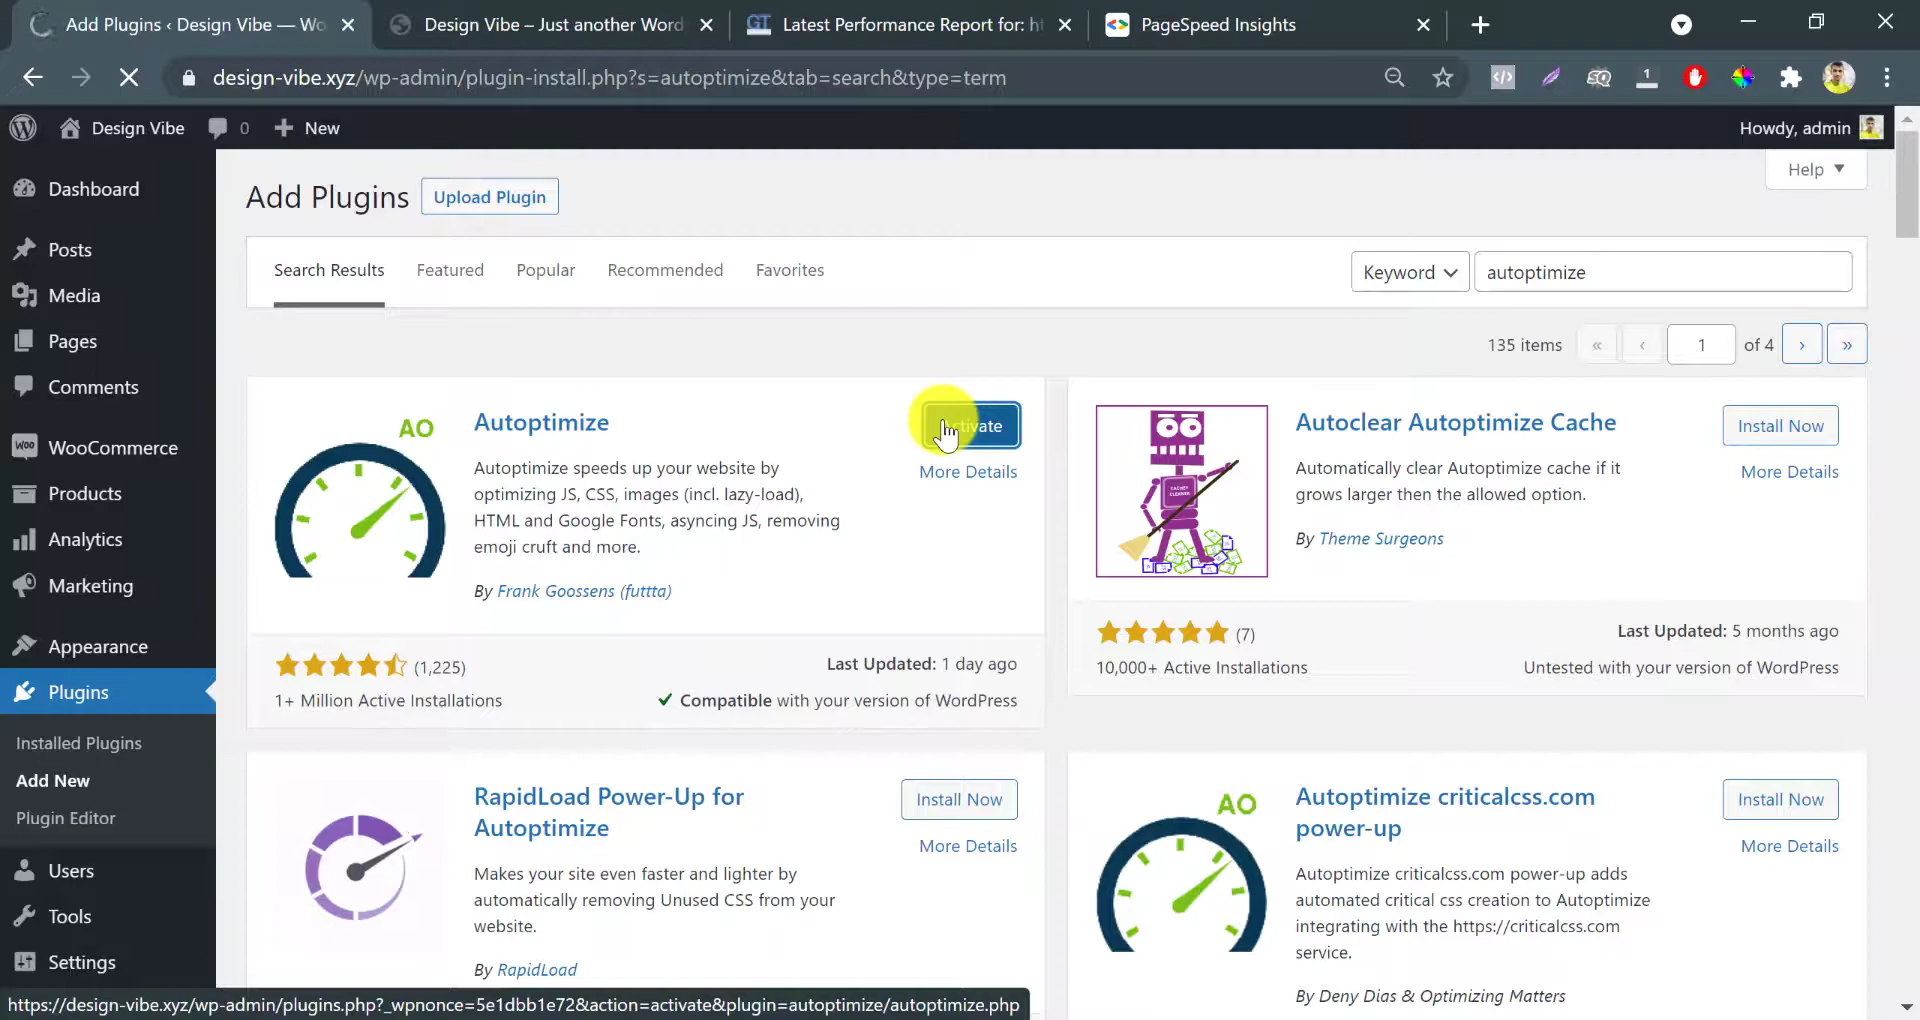 Add Plugins ‹ Design Vibe — Wo
Design Vibe – Just another Word
GT
Latest Performance Report for: ht
PageSpeed Insights
design-vibe.xyz/wp-admin/plugin-install.php?s=autoptimize&tab=search&type=term
SQ
1
Design Vibe
0
New
Howdy, admin
Dashboard
Posts
Media
Pages
Comments
WOO
WooCommerce
Products
Analytics
Marketing
Appearance
Plugins
Installed Plugins
Add New
Plugin Editor
Users
Tools
Settings
Help
Add Plugins
Upload Plugin
Search Results
Featured
Popular
Recommended
Favorites
Keyword
autoptimize
135 items
«
‹
1
of 4
›
»
AO
Autoptimize
Activate
More Details
Autoptimize speeds up your website by
optimizing JS, CSS, images (incl. lazy-load),
HTML and Google Fonts, asyncing JS, removing
emoji cruft and more.
By Frank Goossens (futtta)
(1,225)
1+ Million Active Installations
Last Updated: 1 day ago
Compatible with your version of WordPress
Autoclear Autoptimize Cache
Install Now
More Details
Automatically clear Autoptimize cache if it
grows larger then the allowed option.
By Theme Surgeons
(7)
10,000+ Active Installations
Last Updated: 5 months ago
Untested with your version of WordPress
RapidLoad Power-Up for
Autoptimize
Install Now
More Details
Makes your site even faster and lighter by
automatically removing Unused CSS from your
website.
By RapidLoad
AO
Autoptimize criticalcss.com
power-up
Install Now
More Details
Autoptimize criticalcss.com power-up adds
automated critical css creation to Autoptimize
integrating with the https://criticalcss.com
service.
By Deny Dias & Optimizing Matters
https://design-vibe.xyz/wp-admin/plugins.php?_wpnonce=5e1dbb1e72&action=activate&plugin=autoptimize/autoptimize.php